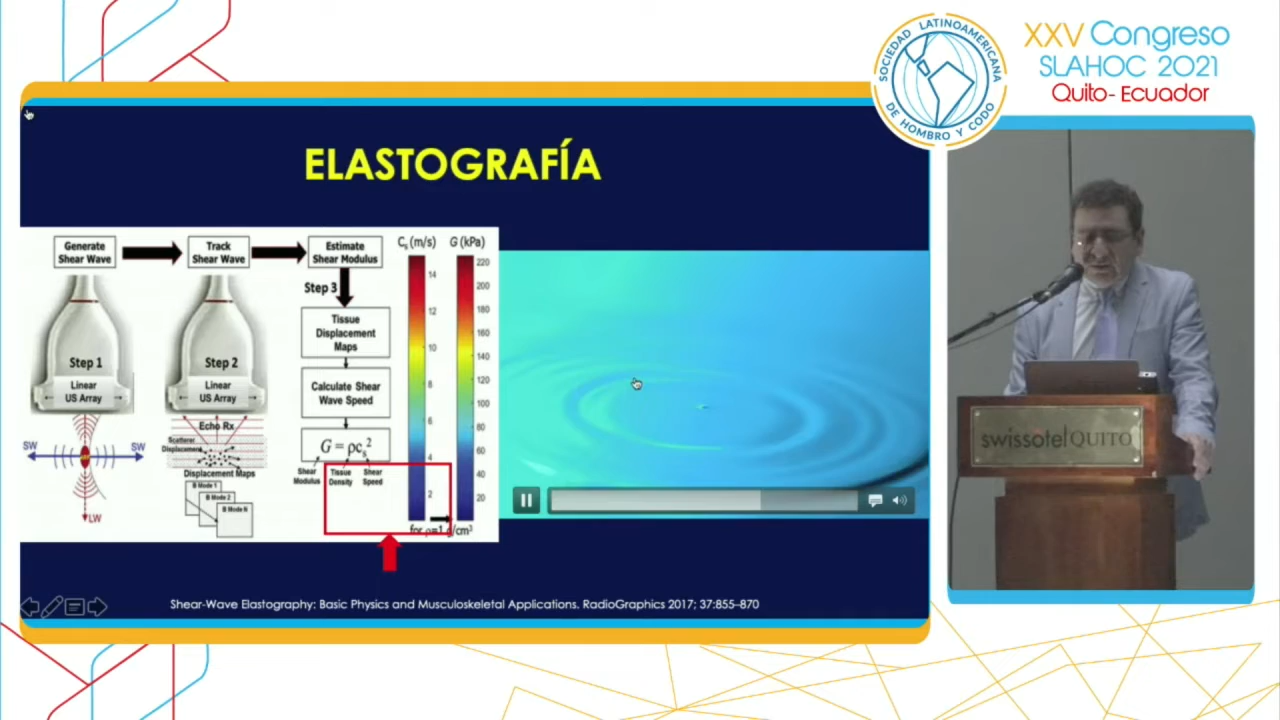 SOCIEDAD LATINOAMERICANA
DE HOMBRO Y CODO
XXV Congreso
SLAHOC 2021
Quito- Ecuador
ELASTOGRAFÍA
Generate
Shear Wave
Track
Shear Wave
Estimate
Shear Modulus
Step 1
Linear
US Array
SW
SW
LW
Step 2
Linear
US Array
Echo Rx
Scatterer
Displacement
Displacement Maps
B Mode 1
B Mode 2
B Mode N
Step 3
Tissue
Displacement
Maps
Calculate Shear
Wave Speed
G = ρcₛ²
Shear
Modulus
Tissue
Density
Shear
Speed
Cₛ (m/s)
14
12
10
8
6
4
2
G (kPa)
220
200
180
160
140
120
100
80
60
40
20
for ρ=1 g/cm³
Shear-Wave Elastography: Basic Physics and Musculoskeletal Applications. RadioGraphics 2017; 37:855–870
swissôtel QUITO